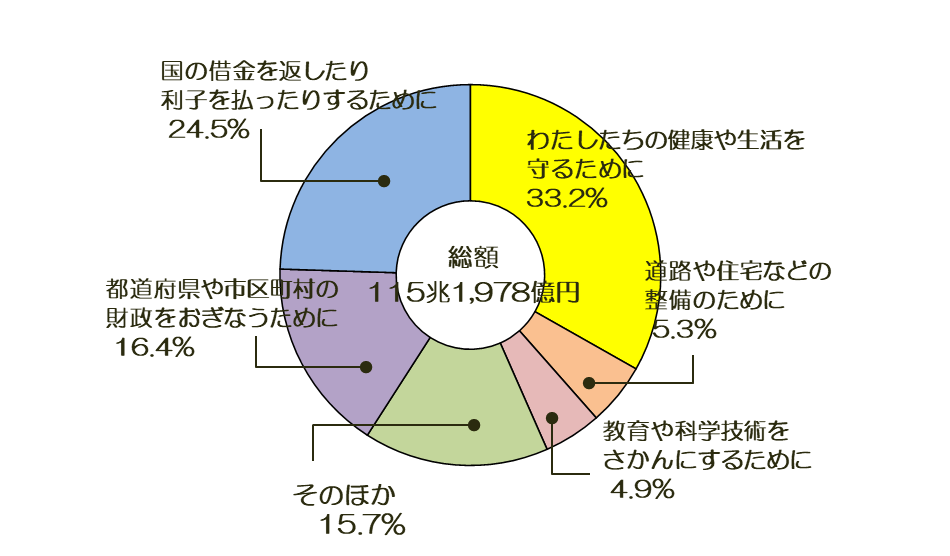 国の借金を返したり
利子を払ったりするために
24.5%
わたしたちの健康や生活を
守るために
33.2%
総額
115兆1,978億円
道路や住宅などの
整備のために
5.3%
都道府県や市区町村の
財政をおぎなうために
16.4%
教育や科学技術を
さかんにするために
4.9%
そのほか
15.7%